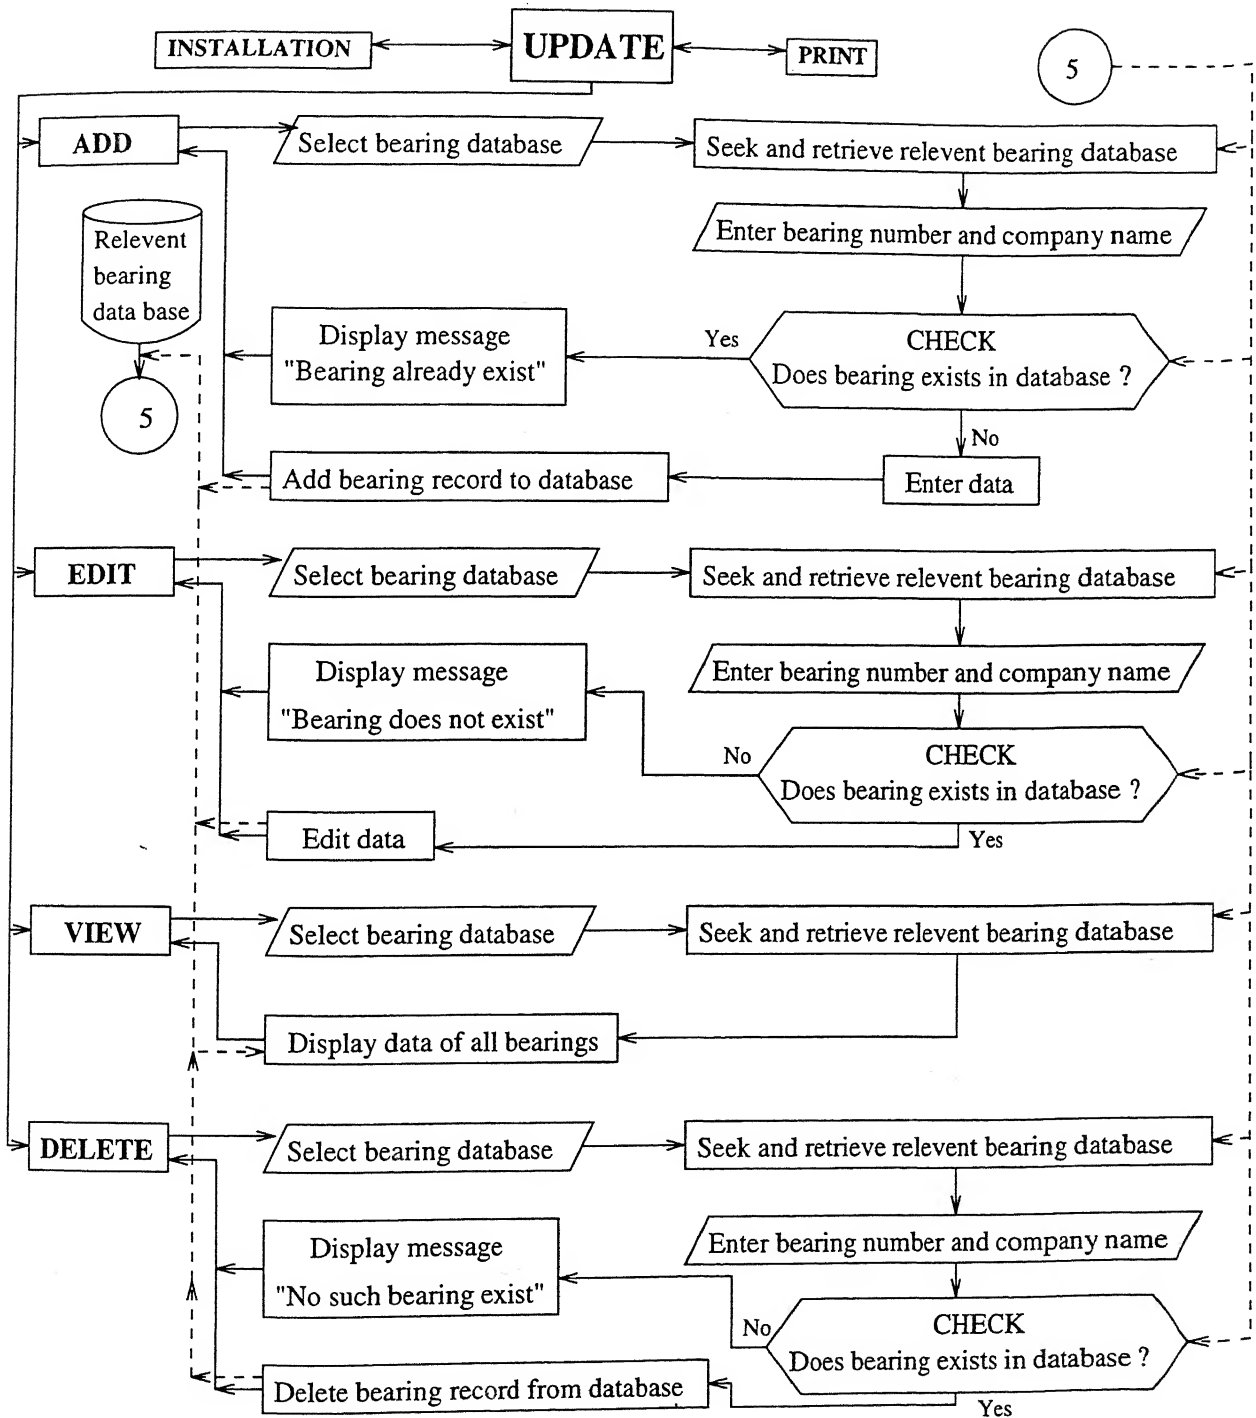 INSTALLATION
UPDATE
PRINT
5
ADD
Select bearing database
Seek and retrieve relevent bearing database
Relevent
bearing
data base
5
Enter bearing number and company name
Display message
"Bearing already exist"
Yes
CHECK
Does bearing exists in database ?
No
Add bearing record to database
Enter data
EDIT
Select bearing database
Seek and retrieve relevent bearing database
Enter bearing number and company name
Display message
"Bearing does not exist"
No
CHECK
Does bearing exists in database ?
Yes
Edit data
VIEW
Select bearing database
Seek and retrieve relevent bearing database
Display data of all bearings
DELETE
Select bearing database
Seek and retrieve relevent bearing database
Enter bearing number and company name
Display message
"No such bearing exist"
No
CHECK
Does bearing exists in database ?
Yes
Delete bearing record from database